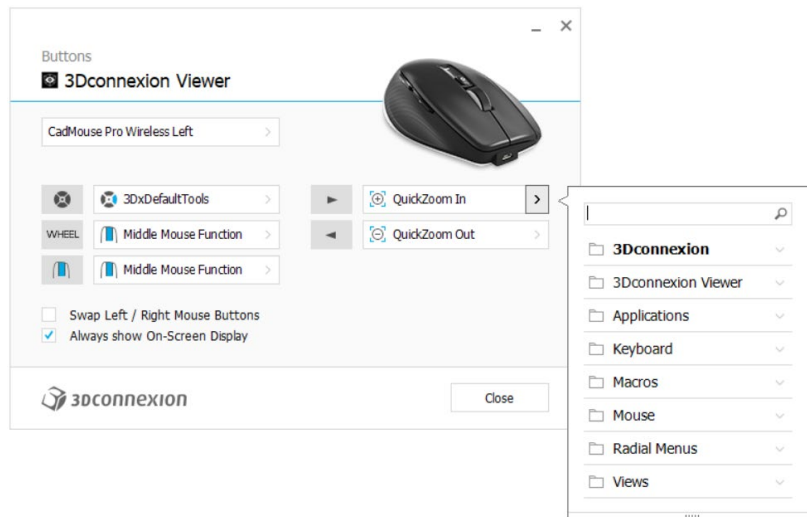 Buttons
3Dconnexion Viewer
CadMouse Pro Wireless Left
3DxDefaultTools
QuickZoom In
WHEEL
Middle Mouse Function
QuickZoom Out
Middle Mouse Function
Swap Left / Right Mouse Buttons
Always show On-Screen Display
3Dconnexion
Close
3Dconnexion
3Dconnexion Viewer
Applications
Keyboard
Macros
Mouse
Radial Menus
Views